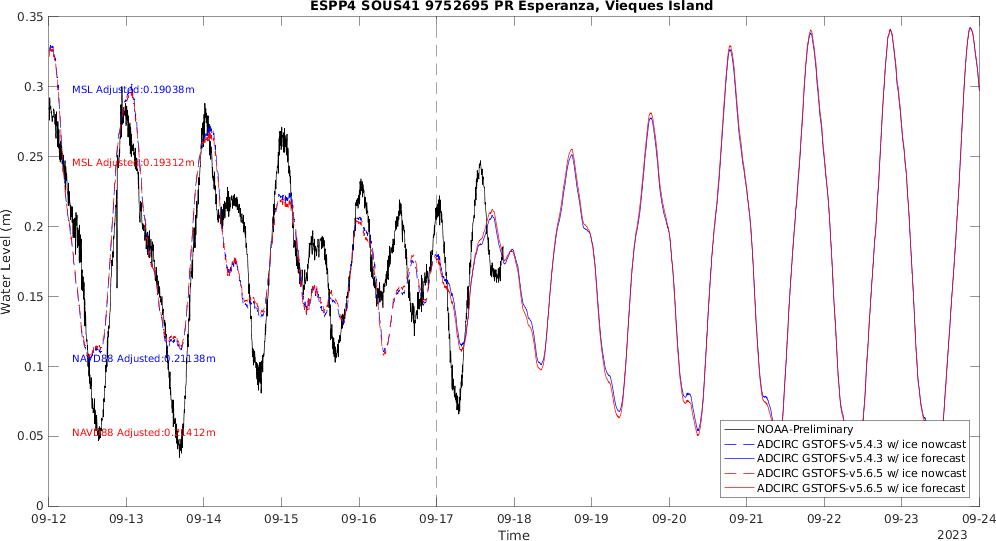 ESPP4 SOUS41 9752695 PR Esperanza, Vieques Island
0.35
0.3
0.25
0.2
0.15
0.1
0.05
0
Water Level (m)
MSL Adjusted:0.19038m
MSL Adjusted:0.19312m
NAVD88 Adjusted:0.21138m
NAVD88 Adjusted:0.21412m
NOAA-Preliminary
ADCIRC GSTOFS-v5.4.3 w/ ice nowcast
ADCIRC GSTOFS-v5.4.3 w/ ice forecast
ADCIRC GSTOFS-v5.6.5 w/ ice nowcast
ADCIRC GSTOFS-v5.6.5 w/ ice forecast
09-12 09-13 09-14 09-15 09-16 09-17 09-18 09-19 09-20 09-21 09-22 09-23 09-24
Time
2023